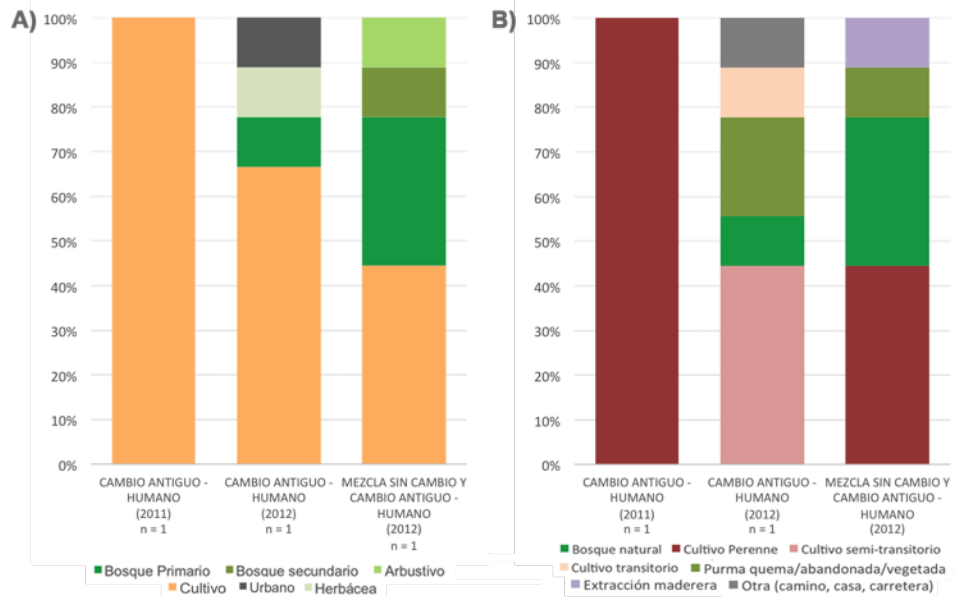 A)
100%
90%
80%
70%
60%
50%
40%
30%
20%
10%
0%
CAMBIO ANTIGUO -
HUMANO
(2011)
n = 1
CAMBIO ANTIGUO -
HUMANO
(2012)
n = 1
MEZCLA SIN CAMBIO Y
CAMBIO ANTIGUO -
HUMANO
(2012)
n = 1
Bosque Primario Bosque secundario Arbustivo
Cultivo Urbano Herbácea
B)
100%
90%
80%
70%
60%
50%
40%
30%
20%
10%
0%
CAMBIO ANTIGUO -
HUMANO
(2011)
n = 1
CAMBIO ANTIGUO -
HUMANO
(2012)
n = 1
MEZCLA SIN CAMBIO Y
CAMBIO ANTIGUO -
HUMANO
(2012)
Bosque natural Cultivo Perenne Cultivo semi-transitorio
Cultivo transitorio Purma quema/abandonada/vegetada
Extracción maderera Otra (camino, casa, carretera)